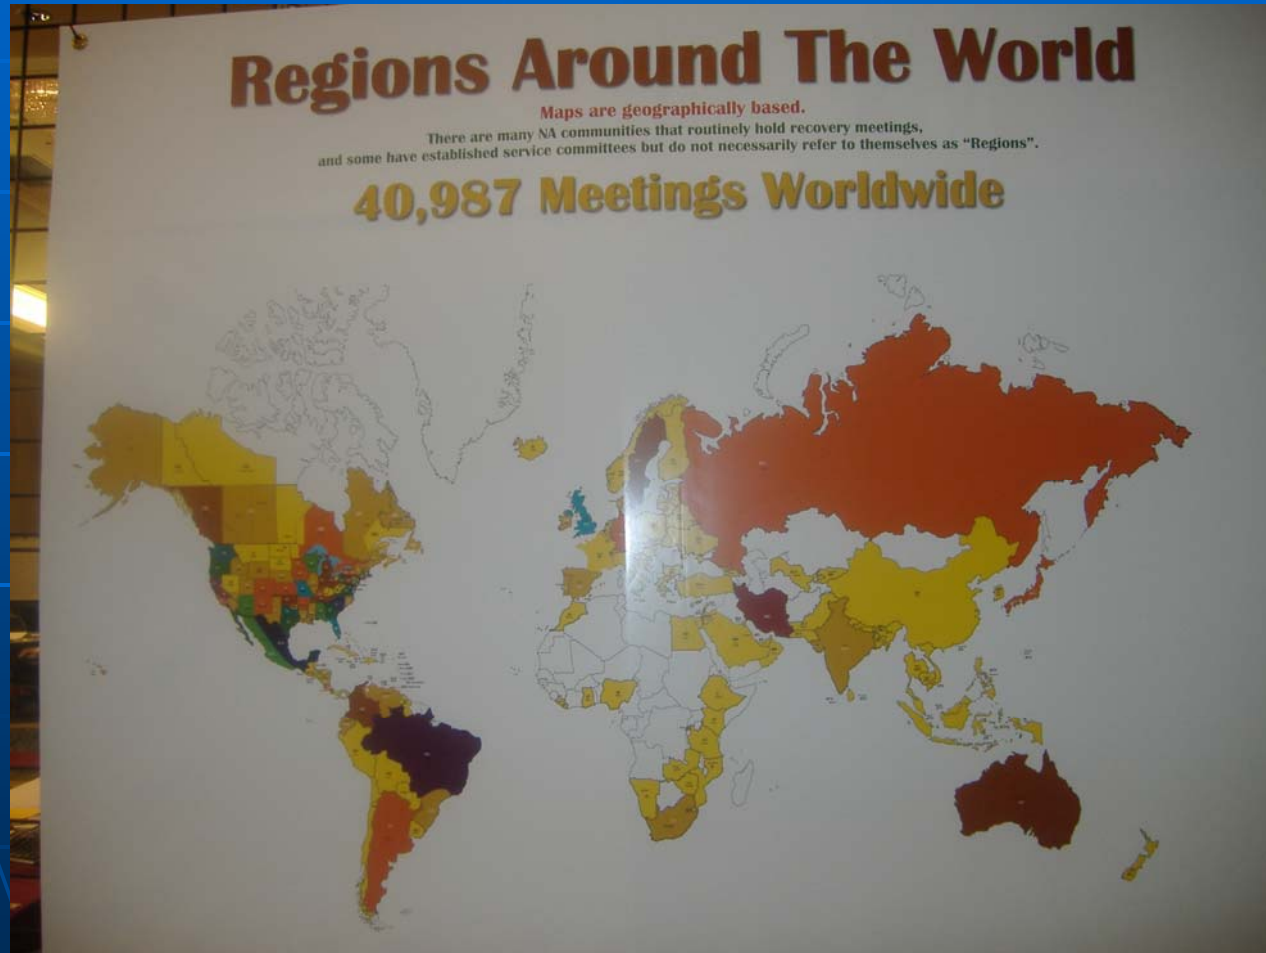 Regions Around The World
Maps are geographically based.
There are many NA communities that routinely hold recovery meetings,
and some have established service committees but do not necessarily refer to themselves as “Regions”.
40,987 Meetings Worldwide